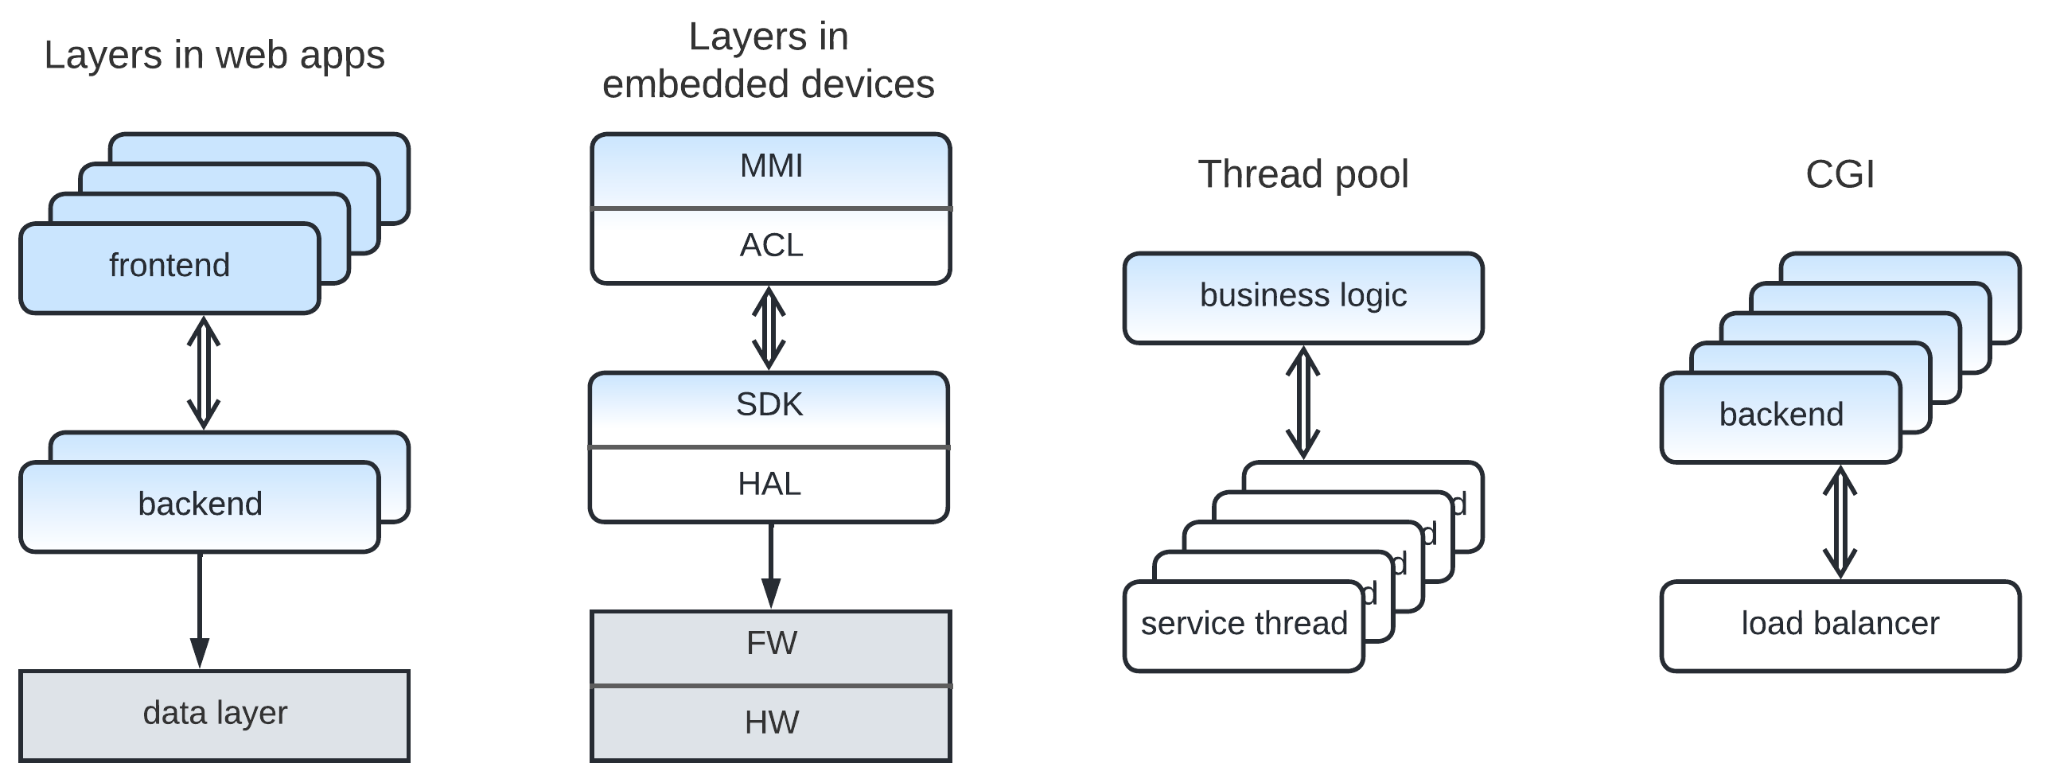 Layers in web apps
frontend
backend
data layer
Layers in
embedded devices
MMI
ACL
SDK
HAL
FW
HW
Thread pool
business logic
d
d
d
d
service thread
CGI
backend
load balancer